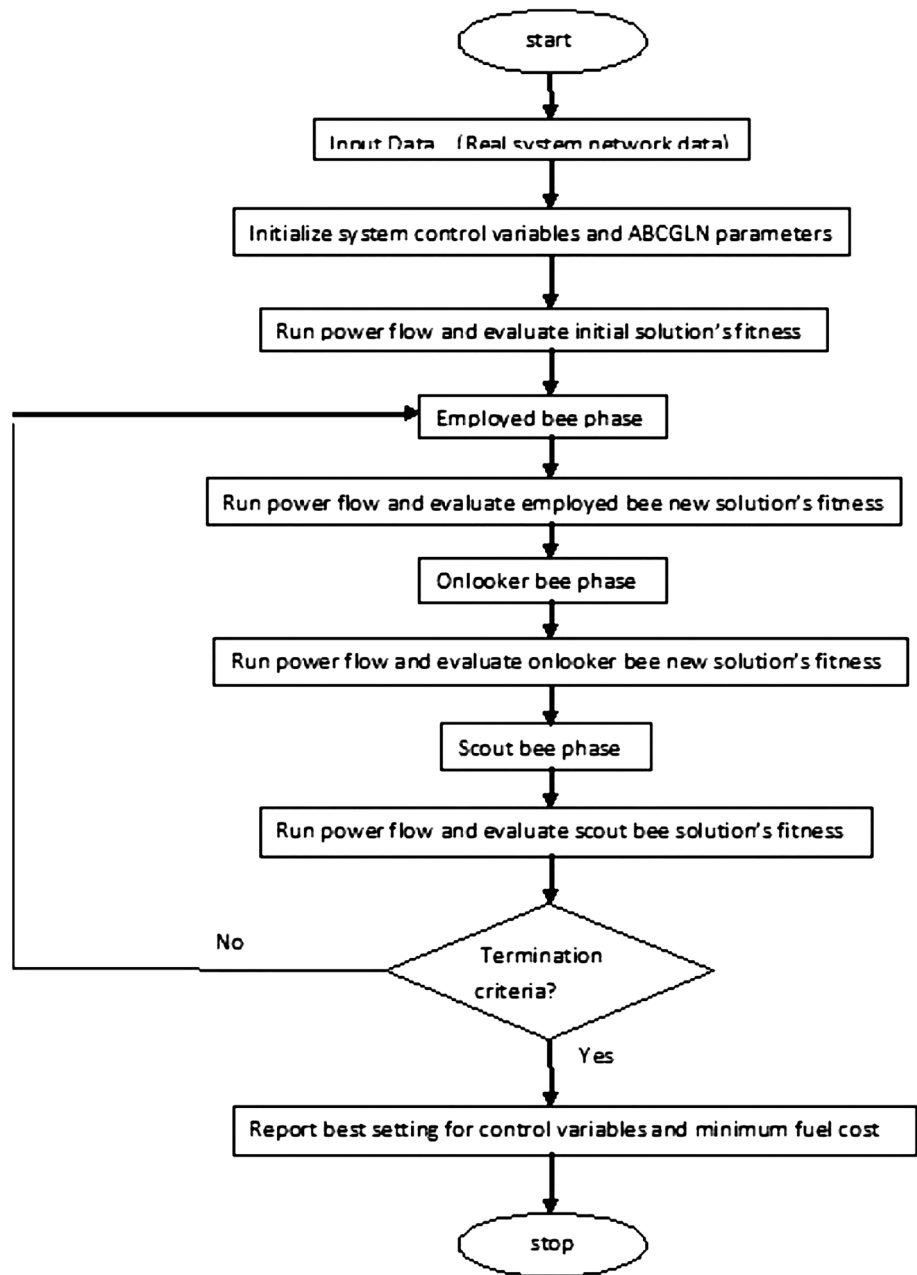 start
Input Data (Real system network data)
Initialize system control variables and ABCGLN parameters
Run power flow and evaluate initial solution's fitness
Employed bee phase
Run power flow and evaluate employed bee new solution's fitness
Onlooker bee phase
Run power flow and evaluate onlooker bee new solution's fitness
Scout bee phase
Run power flow and evaluate scout bee solution's fitness
No
Termination
criteria?
Yes
Report best setting for control variables and minimum fuel cost
stop